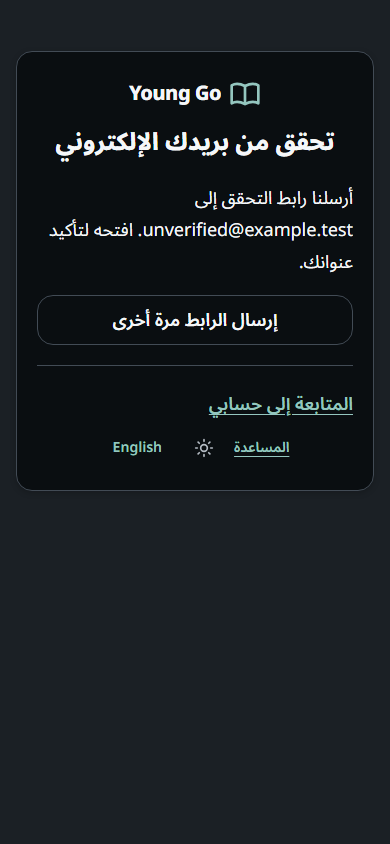 Young Go
تحقق من بريدك الإلكتروني
أرسلنا رابط التحقق إلى
unverified@example.test. افتحه لتأكيد
عنوانك.
إرسال الرابط مرة أخرى
المتابعة إلى حسابي
المساعدة English